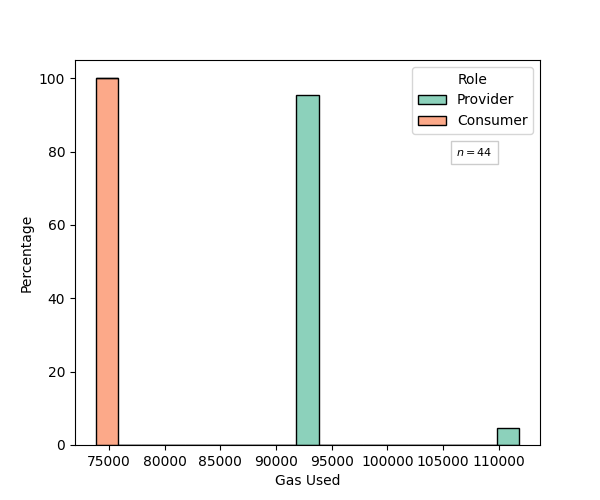 Role
Provider
Consumer
n = 44
100
80
60
40
20
0
Percentage
75000 80000 85000 90000 95000 100000 105000 110000
Gas Used